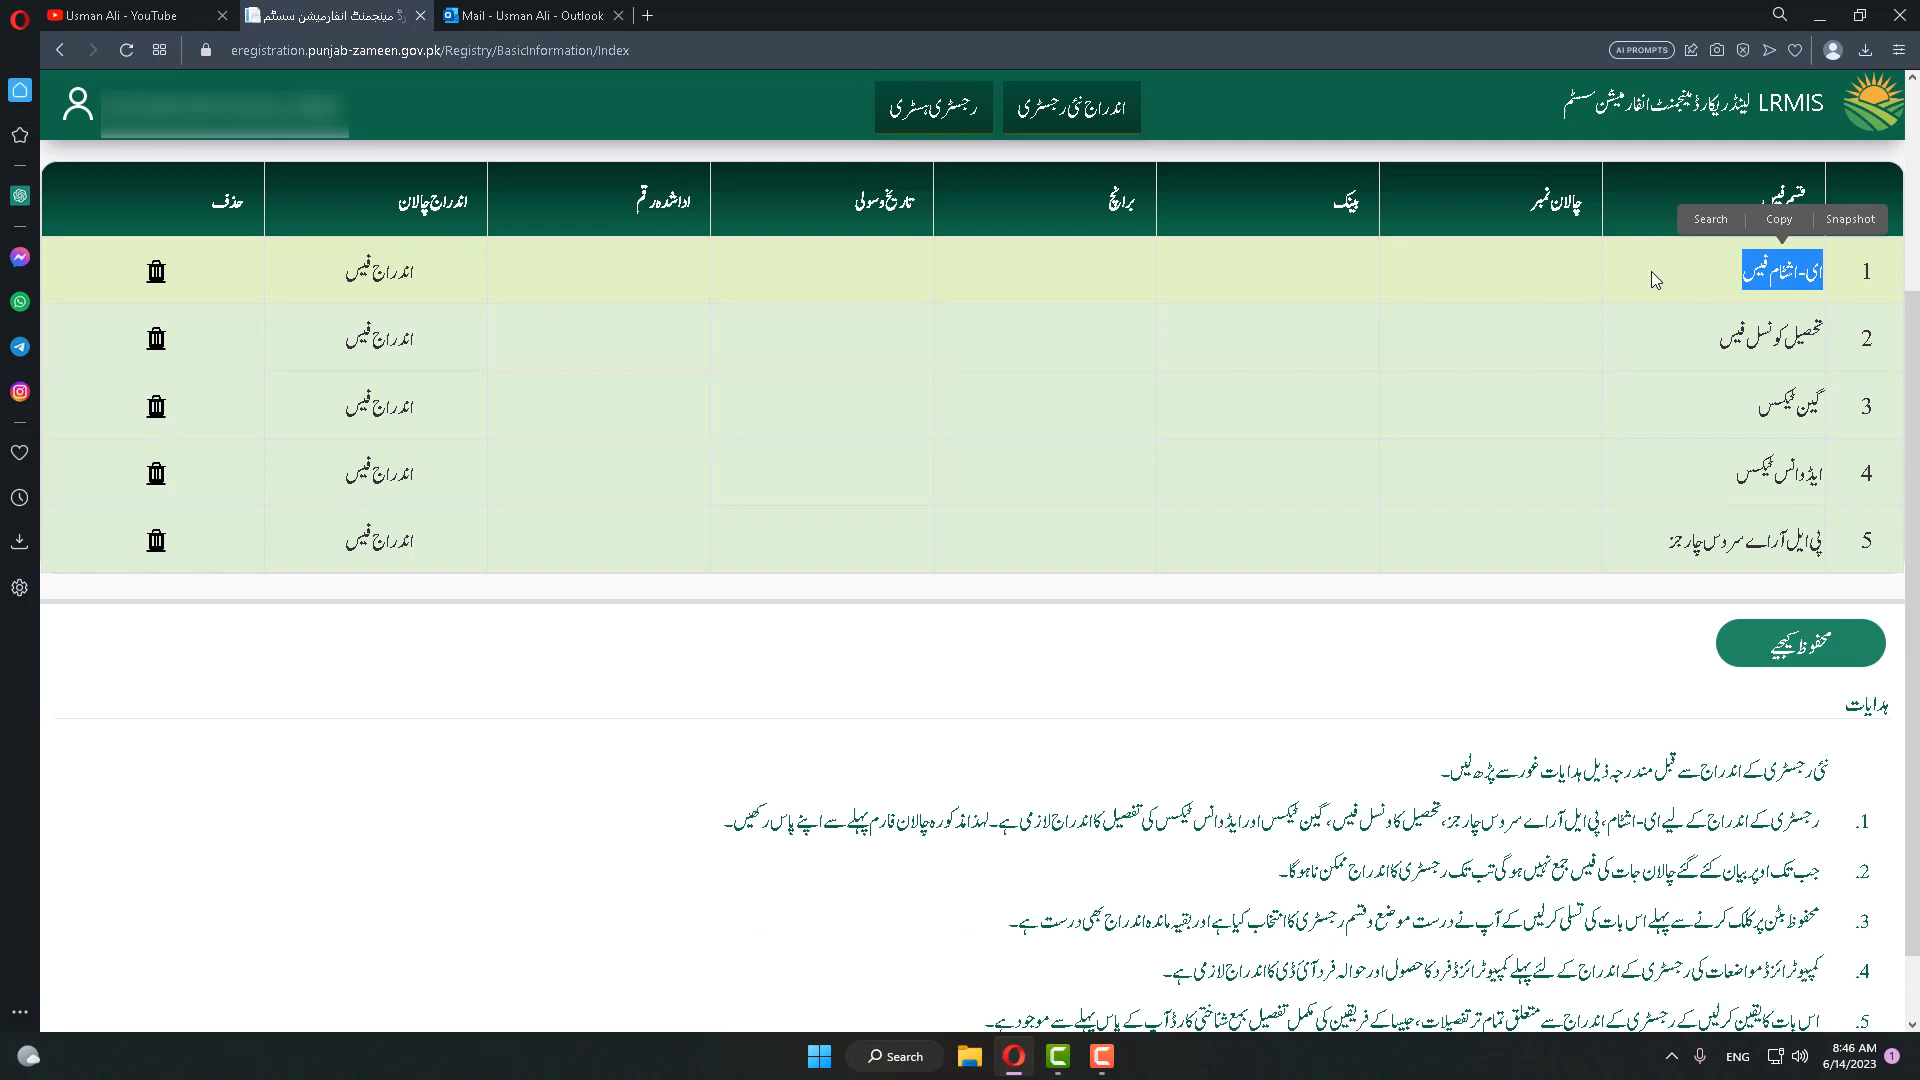 Usman Ali - YouTube
رڈ مینجمنٹ انفارمیشن سسٹم
Mail - Usman Ali - Outlook
eregistration.punjab-zameen.gov.pk/Registry/BasicInformation/Index
AI PROMPTS
LRMIS لینڈ ریکارڈ مینجمنٹ انفارمیشن سسٹم
اندراج نئی رجسٹری
رجسٹری ہسٹری
قسم فیس
چالان نمبر
بینک
برانچ
تاریخ وصولی
اداشدہ رقم
اندراج چالان
حذف
Search
Copy
Snapshot
1 ای-اشٹام فیس اندراج فیس
2 تحصیل کونسل فیس اندراج فیس
3 گین ٹیکس اندراج فیس
4 ایڈوانس ٹیکس اندراج فیس
5 پی ایل آر اے سروس چارجز اندراج فیس
محفوظ کیجیے
ہدایات
نئی رجسٹری کے اندراج سے قبل مندرجہ ذیل ہدایات غور سے پڑھ لیں۔
1. رجسٹری کے اندراج کے لیے ای-اشٹام، پی ایل آر اے سروس چارجز، تحصیل کاونسل فیس، گین ٹیکس اور ایڈوانس ٹیکس کی تفصیل کا اندراج لازمی ہے۔ لہذا مذکورہ چالان فارم پہلے سے اپنے پاس رکھیں۔
2. جب تک اوپر بیان کئے گئے چالان جات کی فیس جمع نہیں ہوگی تب تک رجسٹری کا اندراج ممکن نا ہوگا۔
3. محفوظ بٹن پر کلک کرنے سے پہلے اس بات کی تسلی کر لیں کے آپ نے درست موضع و قسم رجسٹری کا انتخاب کیا ہے اور بقیہ ماندہ اندراج بھی درست ہے۔
4. کمپیوٹرائزڈ مواضعات کی رجسٹری کے اندراج کے لئے پہلے کمپیوٹرائزڈ فرد کا حصول اور حوالہ فرد آئی ڈی کا اندراج لازمی ہے۔
5. اس بات کا یقین کر لیں کے رجسٹری کے اندراج سے متعلق تمام تر تفصیلات، جیسا کے فریقین کی مکمل تفصیل بمع شناختی کارڈ آپ کے پاس پہلے سے موجود ہے۔
Search
ENG
8:46 AM
6/14/2023
1